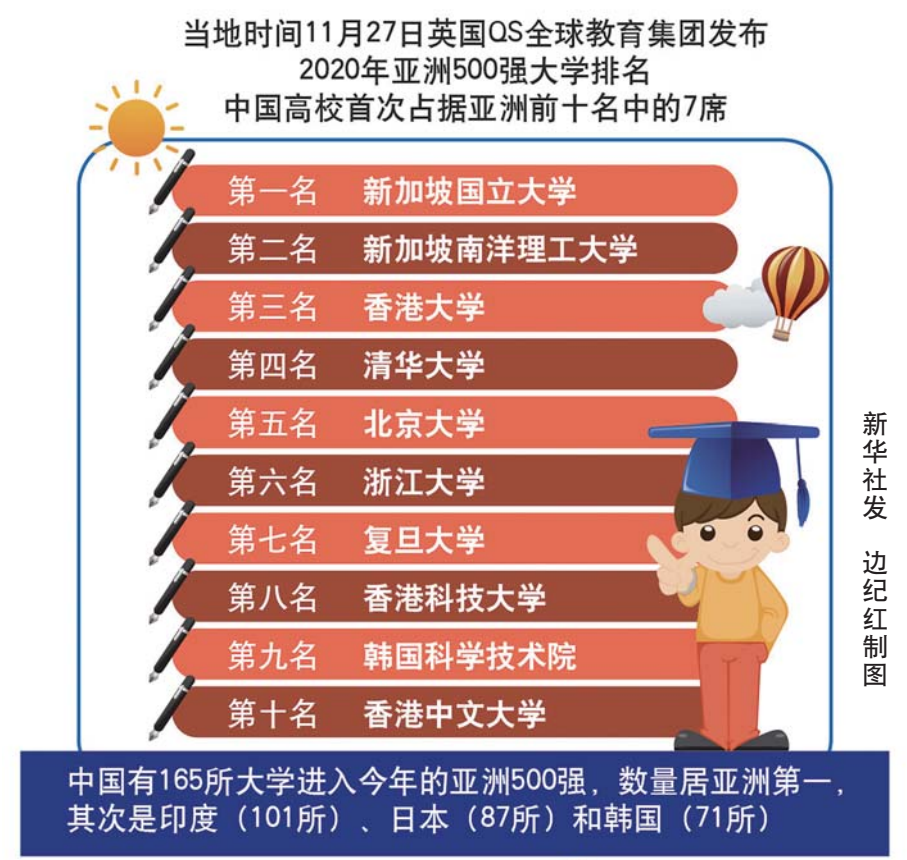 当地时间11月27日英国QS全球教育集团发布
2020年亚洲500强大学排名
中国高校首次占据亚洲前十名中的7席
第一名 新加坡国立大学
第二名 新加坡南洋理工大学
第三名 香港大学
第四名 清华大学
第五名 北京大学
第六名 浙江大学
第七名 复旦大学
第八名 香港科技大学
第九名 韩国科学技术院
第十名 香港中文大学
新华社发 边纪红制图
中国有165所大学进入今年的亚洲500强，数量居亚洲第一，
其次是印度（101所）、日本（87所）和韩国（71所）